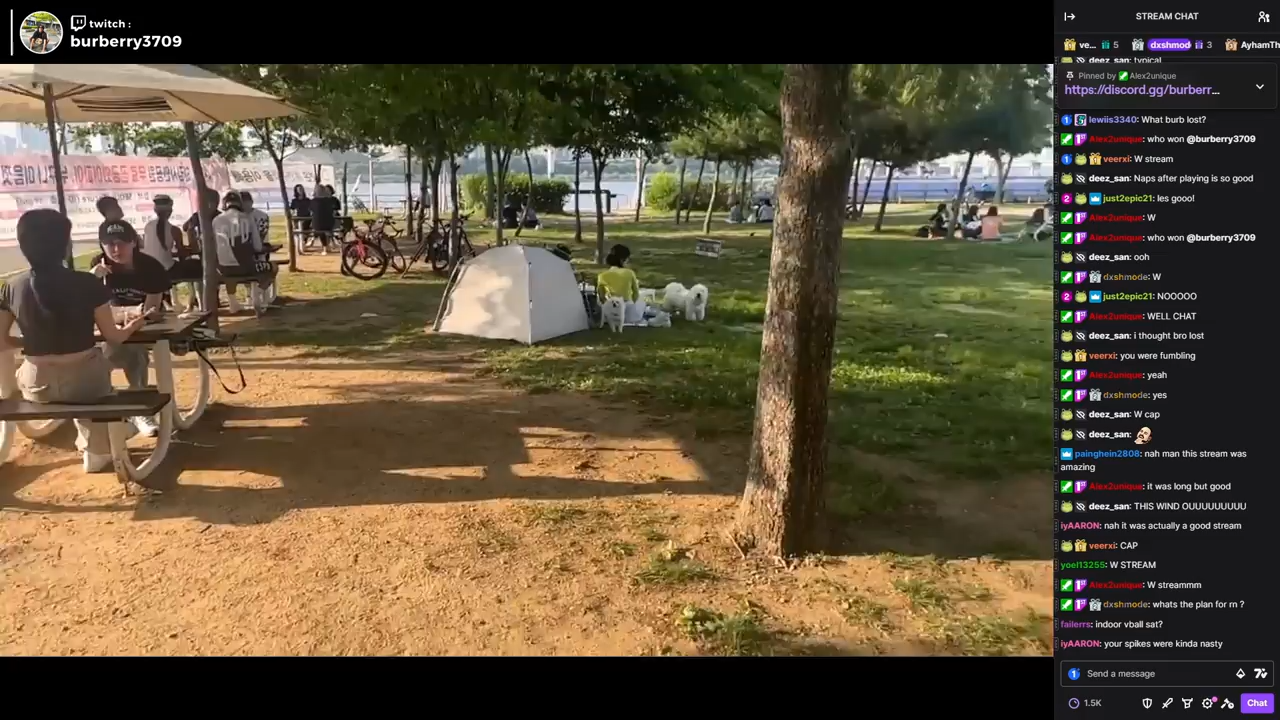 twitch :
burberry3709
STREAM CHAT
ve... 5 dxshmod 3 AyhamTh
deez_san: typical
Pinned by Alex2unique
https://discord.gg/burberr...
lewiis3340: What burb lost?
Alex2unique: who won @burberry3709
veerxi: W stream
deez_san: Naps after playing is so good
just2epic21: les goool
Alex2unique: W
Alex2unique: who won @burberry3709
deez_san: ooh
dxshmode: W
just2epic21: NOOOOO
Alex2unique: WELL CHAT
deez_san: i thought bro lost
veerxi: you were fumbling
Alex2unique: yeah
dxshmode: yes
deez_san: W cap
deez_san:
painghein2808: nah man this stream was
amazing
Alex2unique: it was long but good
deez_san: THIS WIND OUUUUUUUUU
iyAARON: nah it was actually a good stream
veerxi: CAP
yoel13255: W STREAM
Alex2unique: W streammm
dxshmode: whats the plan for rn ?
failerrs: indoor vball sat?
iyAARON: your spikes were kinda nasty
Send a message
1.5K
Chat